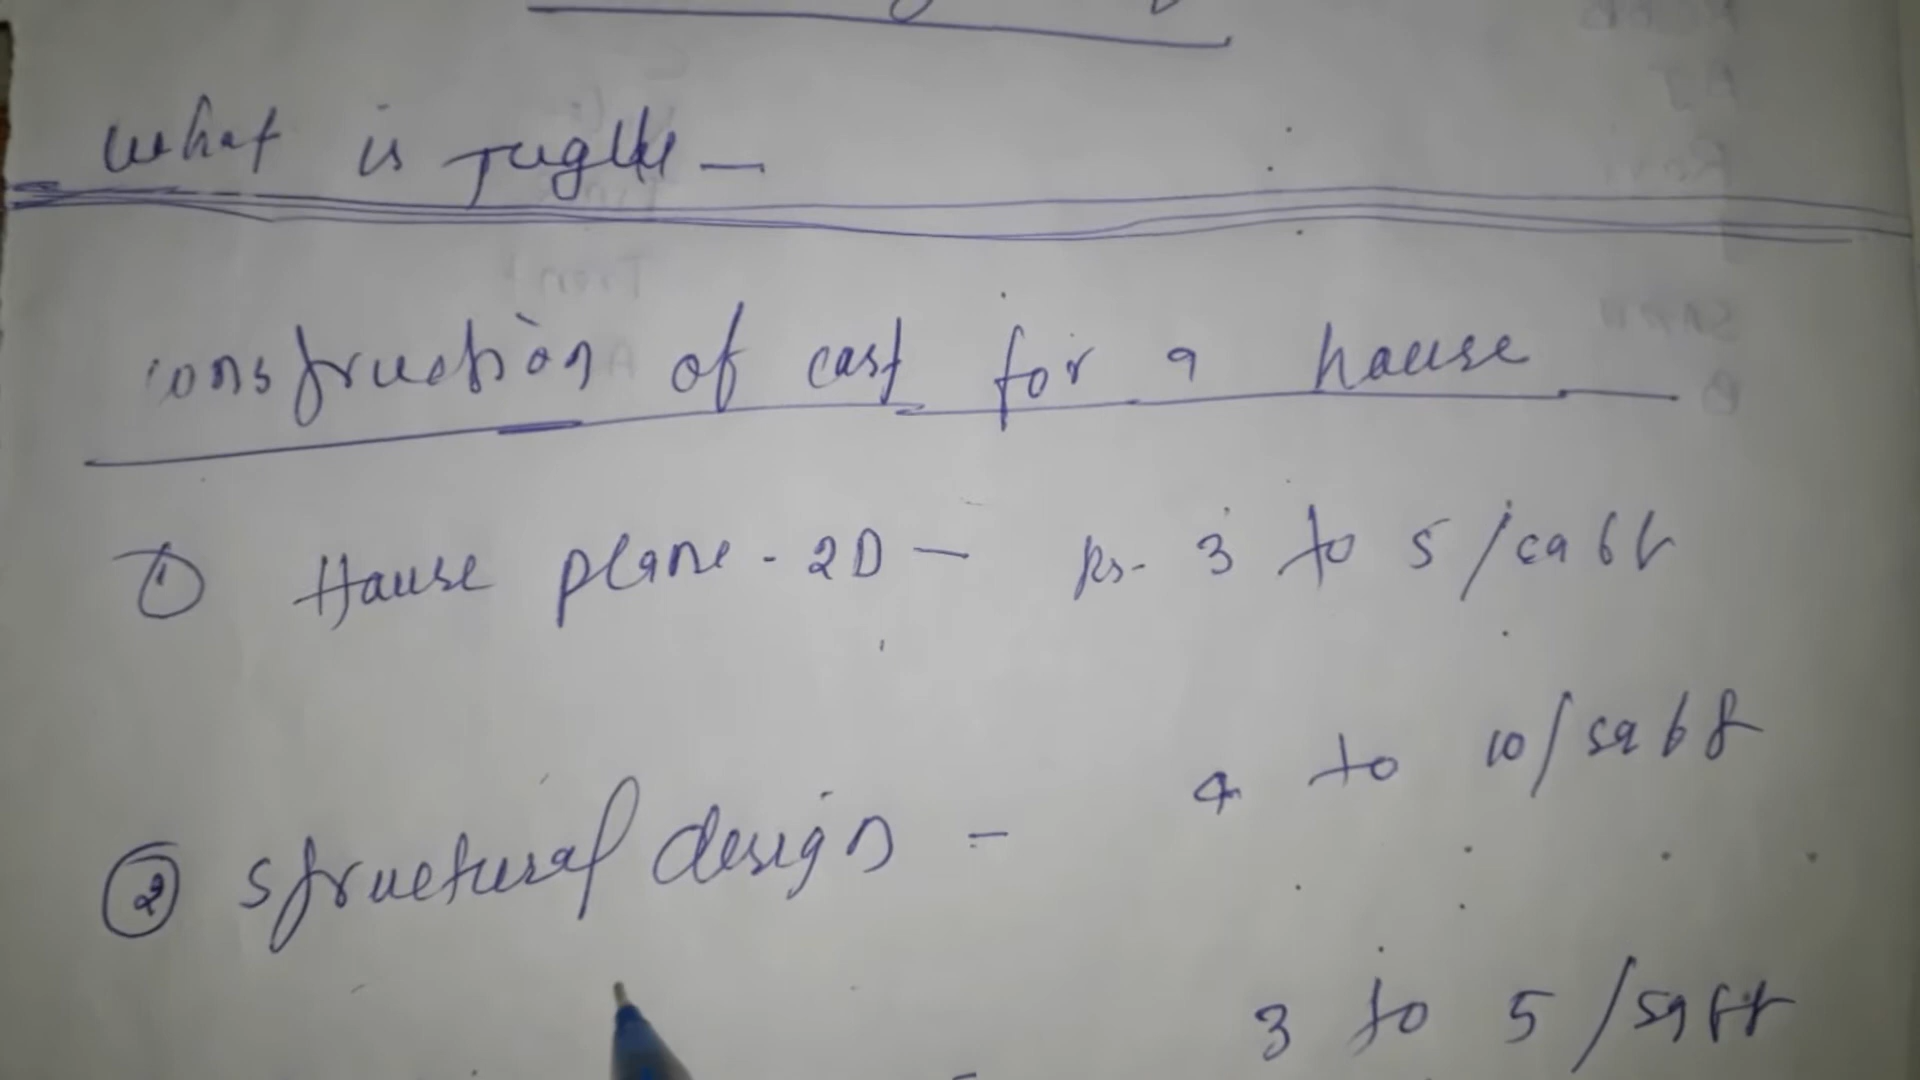 what is
construction of cast for a hause
① Hause plane - 2D - Rs- 3 to 5 / sqft
4 to 10 / sqft
② structural design -
3 to 5 / sqft